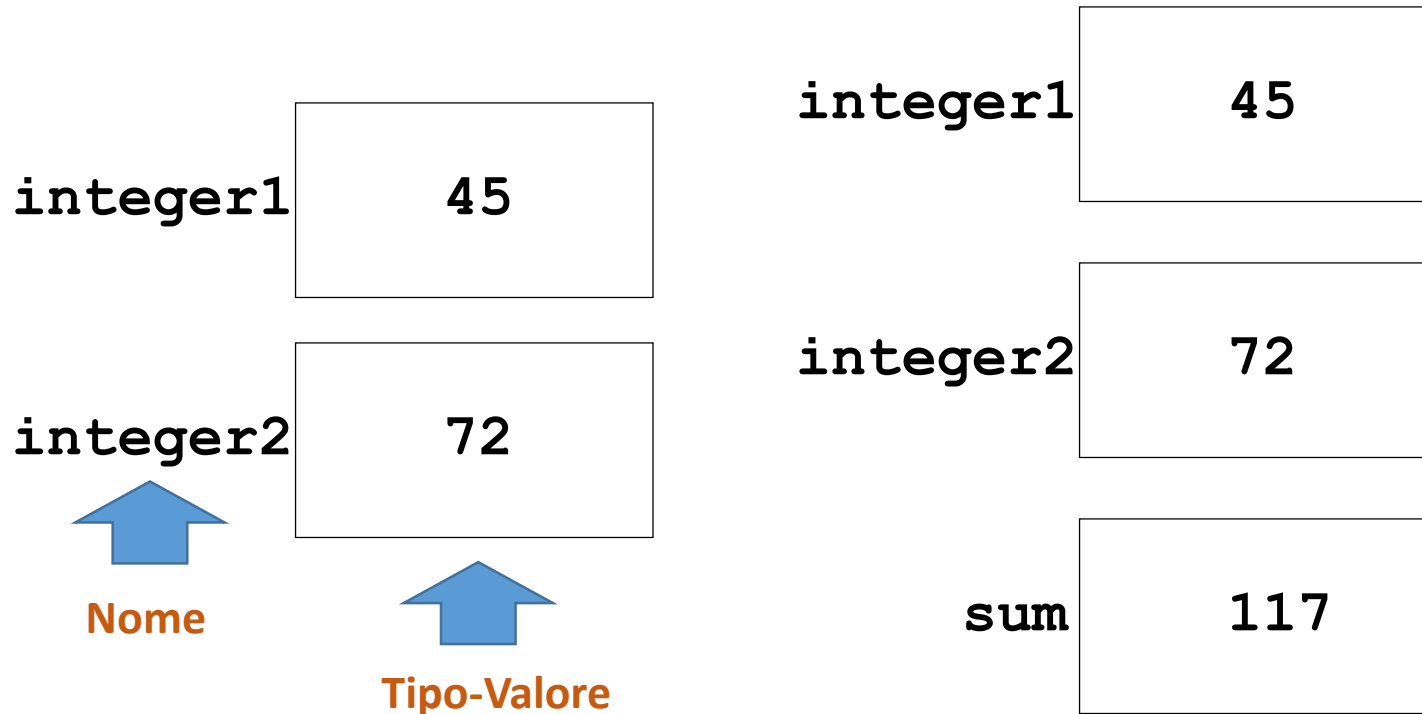 integer1 45
integer2 72
Nome
Tipo-Valore
integer1 45
integer2 72
sum 117